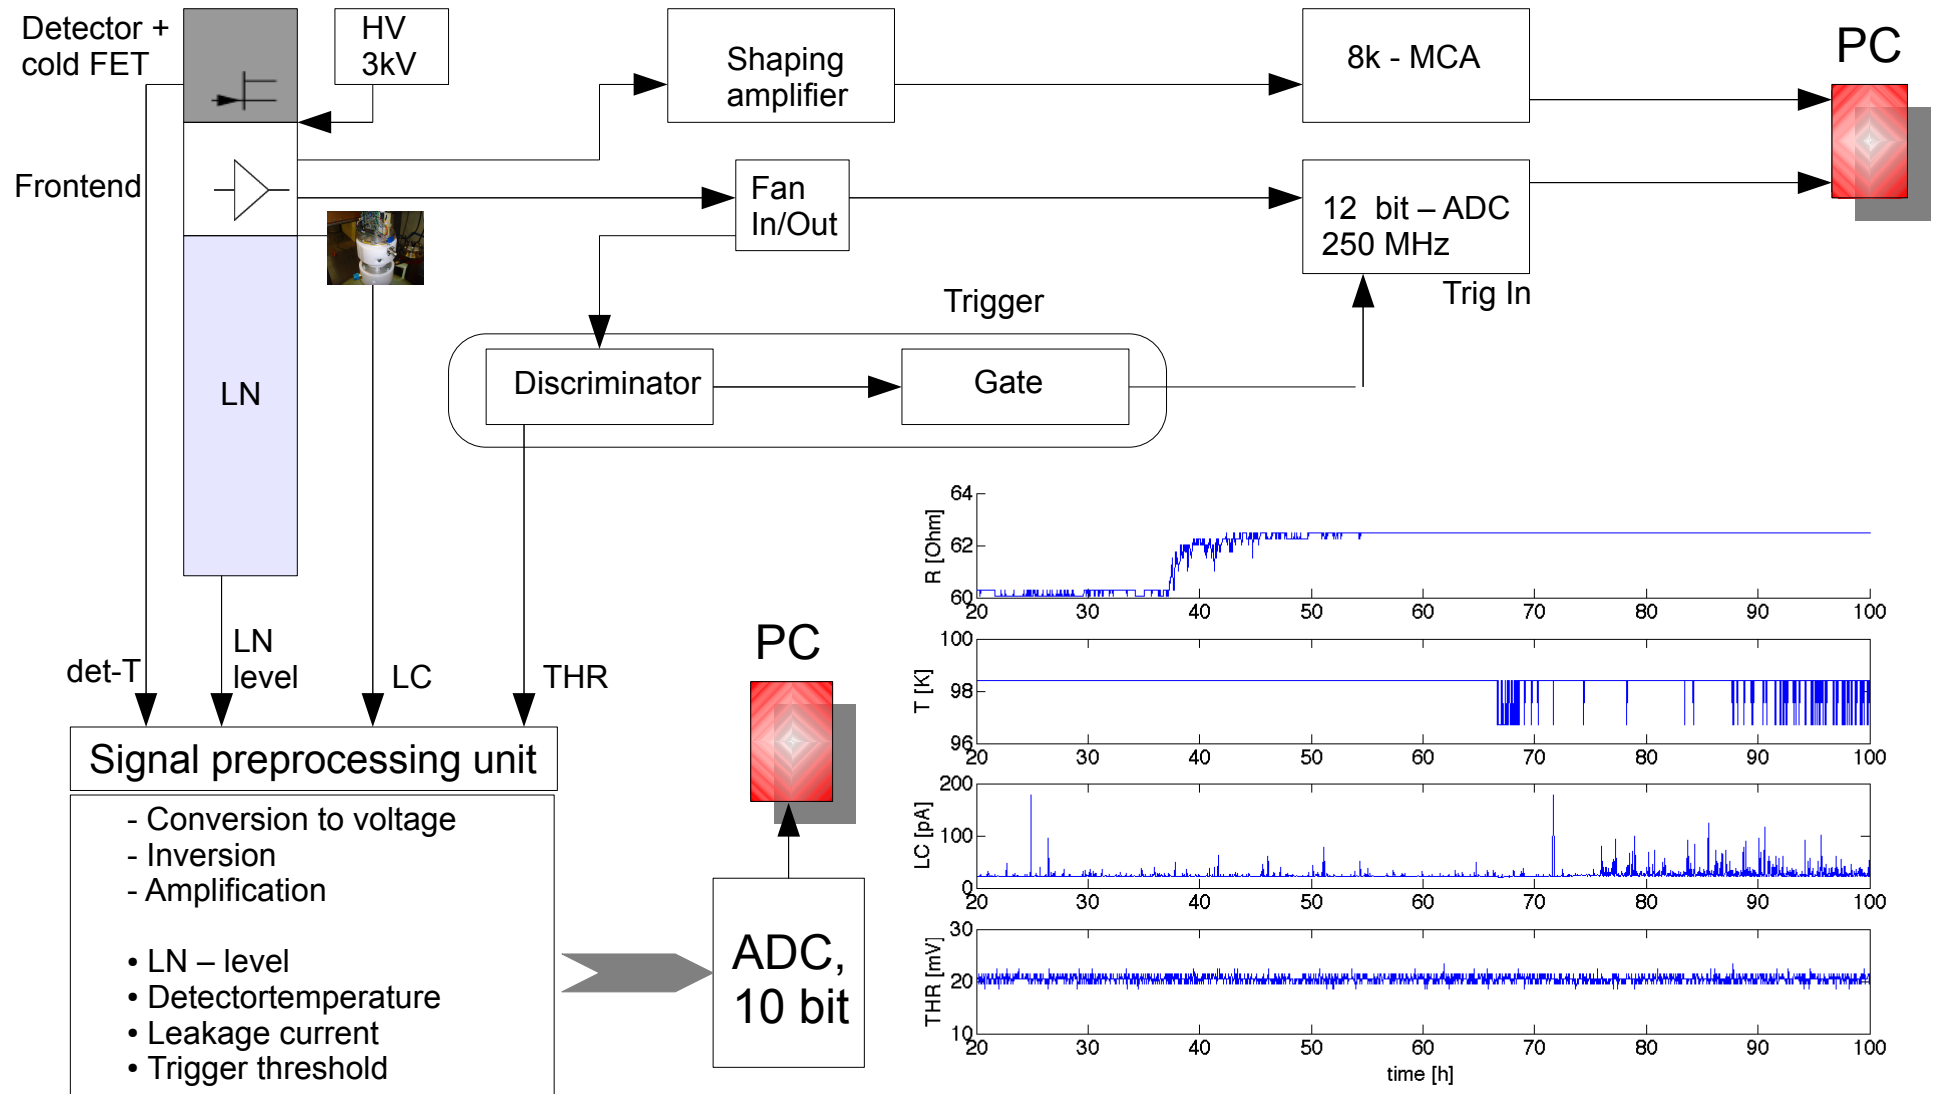 Detector +
cold FET
HV
3kV
Shaping
amplifier
8k - MCA
PC
Frontend
Fan
In/Out
12 bit – ADC
250 MHz
Trig In
Trigger
Discriminator
Gate
LN
det-T
LN
level
LC
THR
PC
Signal preprocessing unit
- Conversion to voltage
- Inversion
- Amplification
• LN – level
• Detectortemperature
• Leakage current
• Trigger threshold
ADC,
10 bit
R [Ohm]
64
62
60
20 30 40 50 60 70 80 90 100
T [K]
100
98
96
20 30 40 50 60 70 80 90 100
LC [pA]
200
100
0
20 30 40 50 60 70 80 90 100
THR [mV]
30
20
10
20 30 40 50 60 70 80 90 100
time [h]